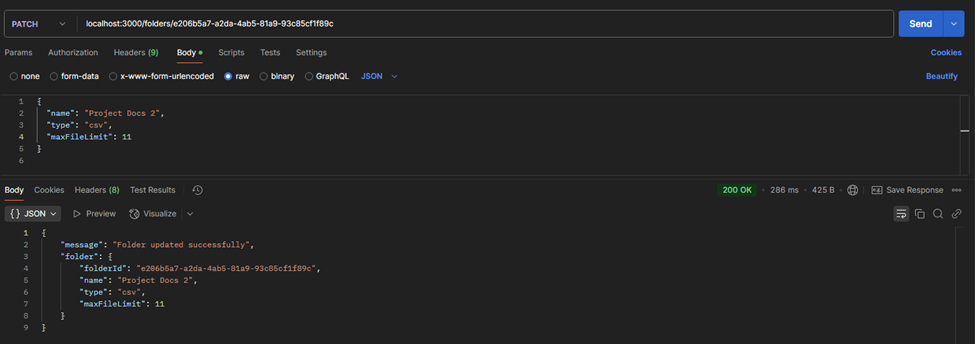 PATCH localhost:3000/folders/e206b5a7-a2da-4ab5-81a9-93c85cf1f89c Send
Params Authorization Headers (9) Body Scripts Tests Settings Cookies
none form-data x-www-form-urlencoded raw binary GraphQL JSON Beautify
1 {
2 "name": "Project Docs 2",
3 "type": "csv",
4 "maxFileLimit": 11
5 }
6
Body Cookies Headers (8) Test Results 200 OK • 286 ms • 425 B • Save Response
{} JSON Preview Visualize
1 {
2 "message": "Folder updated successfully",
3 "folder": {
4 "folderId": "e206b5a7-a2da-4ab5-81a9-93c85cf1f89c",
5 "name": "Project Docs 2",
6 "type": "csv",
7 "maxFileLimit": 11
8 }
9 }